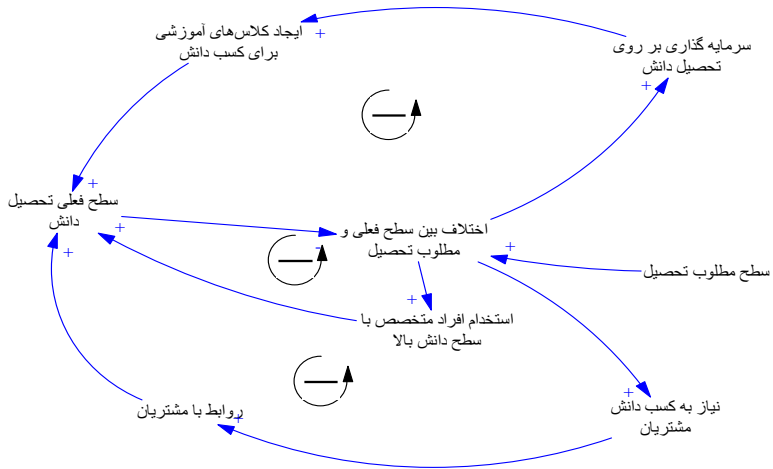 ایجاد کلاس‌های آموزشی
برای کسب دانش
+
سرمایه گذاری بر روی
تحصیل دانش
+
+
سطح فعلی تحصیل
دانش
+
+
اختلاف بین سطح فعلی و
مطلوب تحصیل
-
+
سطح مطلوب تحصیل
+
استخدام افراد متخصص با
سطح دانش بالا
+
نیاز به کسب دانش
مشتریان
روابط با مشتریان
+